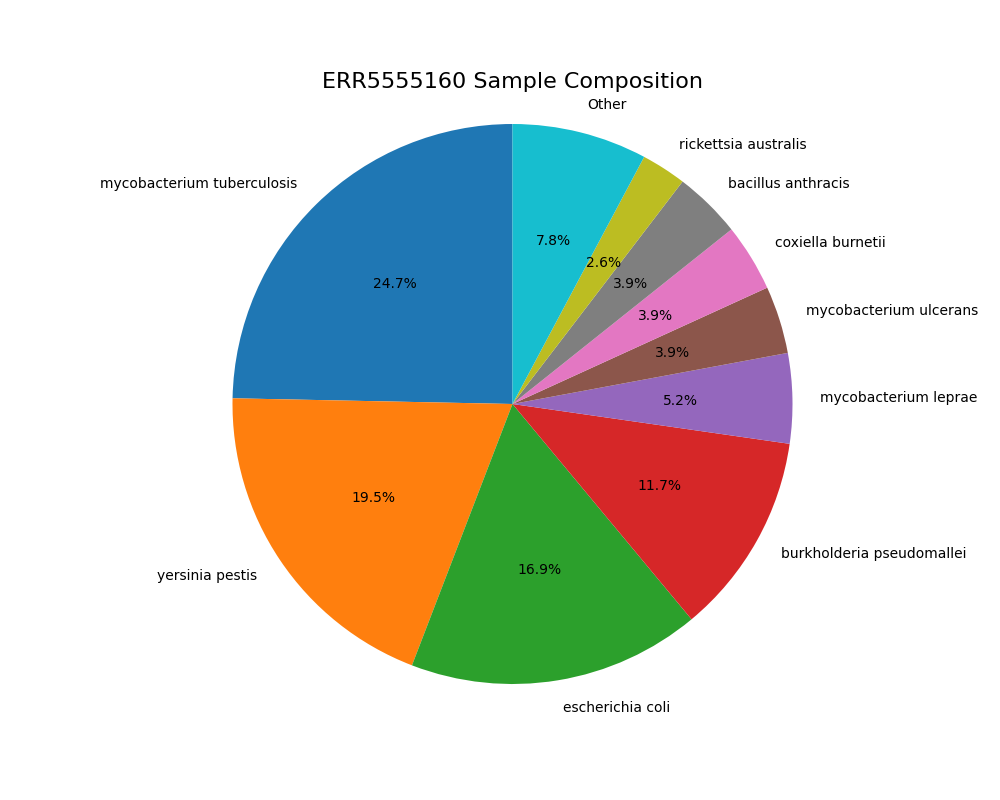 ERR5555160 Sample Composition
Other
rickettsia australis
mycobacterium tuberculosis
bacillus anthracis
coxiella burnetii
7.8%
2.6%
24.7%
3.9%
mycobacterium ulcerans
3.9%
3.9%
mycobacterium leprae
5.2%
11.7%
19.5%
burkholderia pseudomallei
16.9%
yersinia pestis
escherichia coli